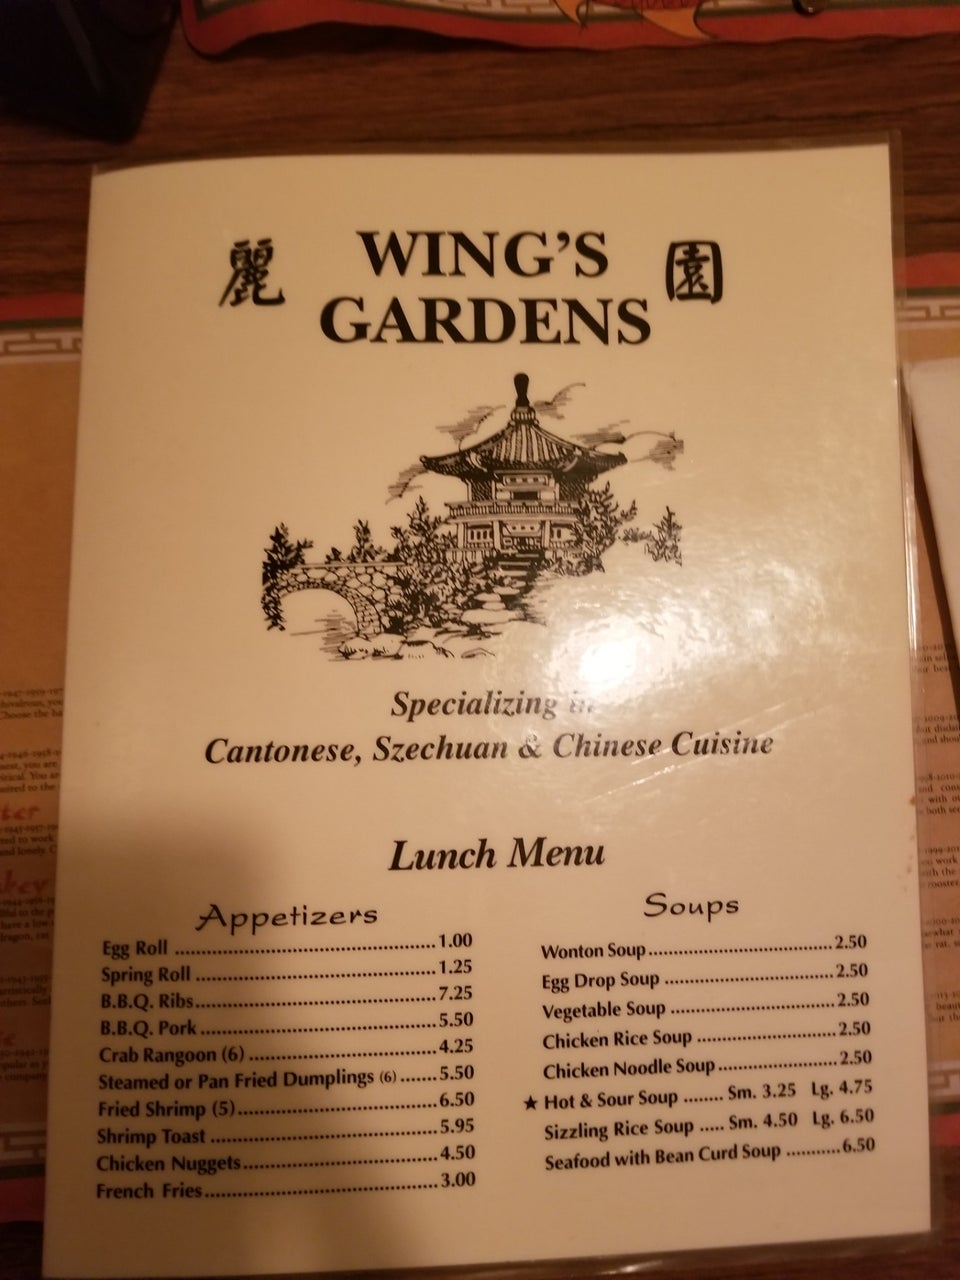 麗 WING'S 園
GARDENS
Specializing in
Cantonese, Szechuan & Chinese Cuisine
Lunch Menu
Appetizers
Egg Roll ........ 1.00
Spring Roll ........ 1.25
B.B.Q. Ribs ........ 7.25
B.B.Q. Pork ........ 5.50
Crab Rangoon (6) ........ 4.25
Steamed or Pan Fried Dumplings (6) ....... 5.50
Fried Shrimp (5) ........ 6.50
Shrimp Toast ........ 5.95
Chicken Nuggets ........ 4.50
French Fries ........ 3.00
Soups
Wonton Soup ........ 2.50
Egg Drop Soup ........ 2.50
Vegetable Soup ........ 2.50
Chicken Rice Soup ........ 2.50
Chicken Noodle Soup ........ 2.50
★ Hot & Sour Soup ........ Sm. 3.25 Lg. 4.75
Sizzling Rice Soup ..... Sm. 4.50 Lg. 6.50
Seafood with Bean Curd Soup ........... 6.50